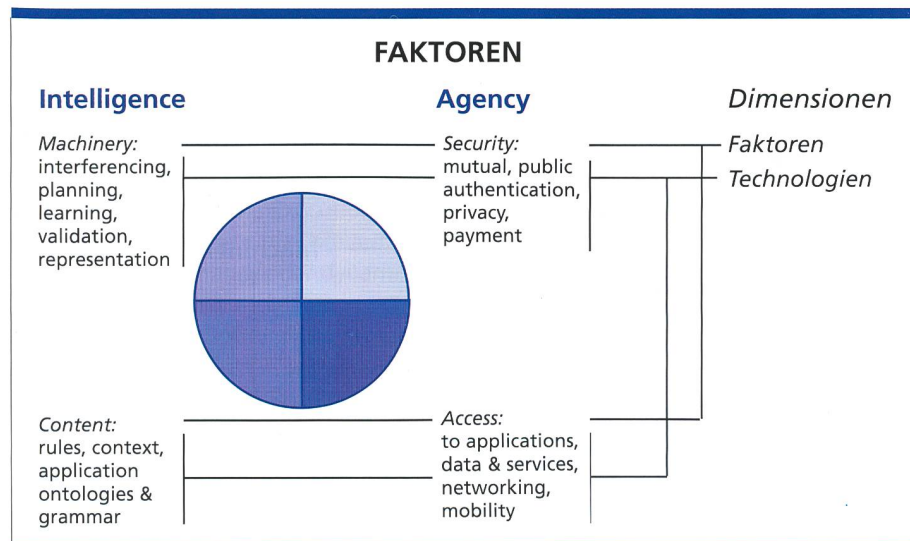 FAKTOREN
Intelligence
Agency
Dimensionen
Machinery:
interferencing,
planning,
learning,
validation,
representation
Security:
mutual, public
authentication,
privacy,
payment
Faktoren
Technologien
Content:
rules, context,
application
ontologies &
grammar
Access:
to applications,
data & services,
networking,
mobility